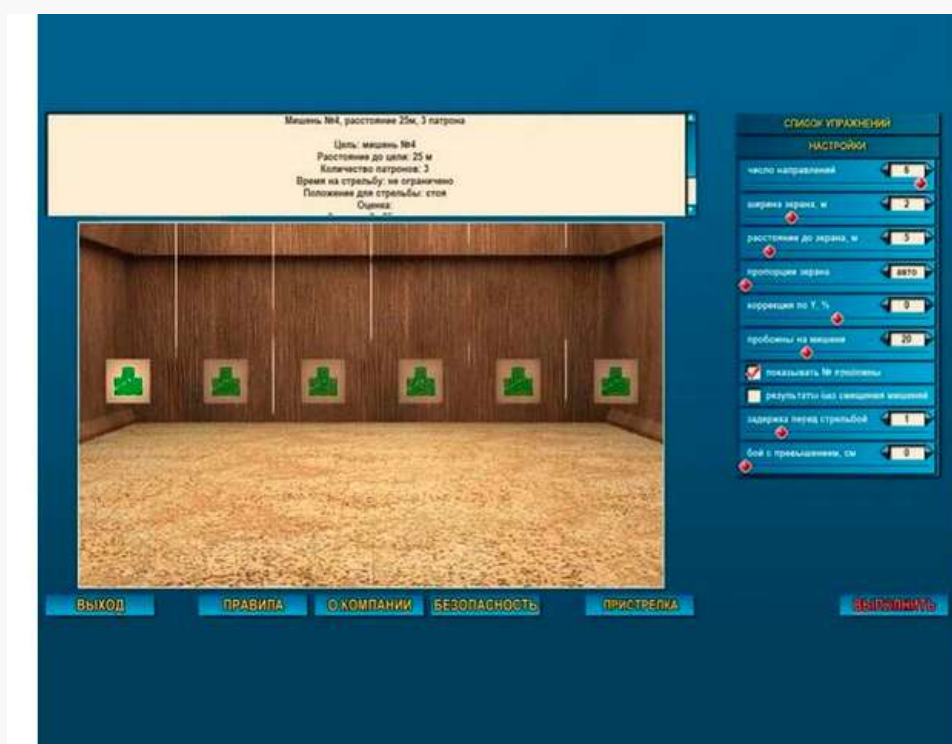 Мишень №4, расстояние 25м, 3 патрона
Цель: мишень №4
Расстояние до цели: 25 м
Количество патронов: 3
Время на стрельбу: не ограничено
Положение для стрельбы: стоя
Оценка:
СПИСОК УПРАЖНЕНИЙ
НАСТРОЙКИ
число направлений 6
ширина экрана, м 2
расстояние до экрана, м 5
пропорции экрана авто
коррекция по Y, % 0
пробоины на мишени 20
показывать № пробоины
результаты без смещения мишеней
задержка перед стрельбой 1
бой с превышением, см 0
ВЫХОД
ПРАВИЛА
О КОМПАНИИ
БЕЗОПАСНОСТЬ
ПРИСТРЕЛКА
ВЫПОЛНИТЬ